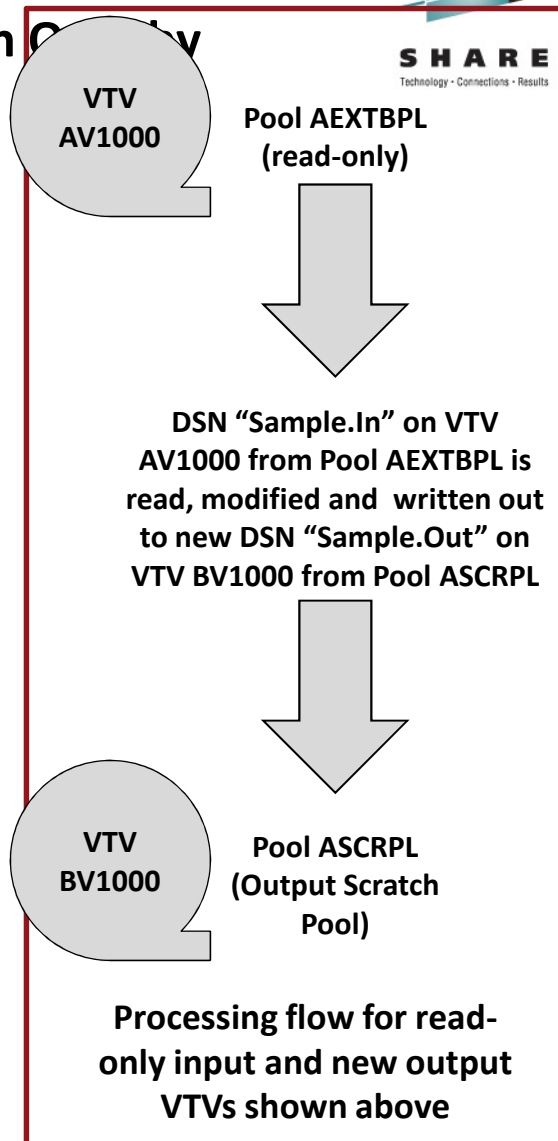 SHARE
Technology · Connections · Results
VTV
AV1000
Pool AEXTBPL
(read-only)
DSN “Sample.In” on VTV
AV1000 from Pool AEXTBPL is
read, modified and written out
to new DSN “Sample.Out” on
VTV BV1000 from Pool ASCRPL
VTV
BV1000
Pool ASCRPL
(Output Scratch
Pool)
Processing flow for read-
only input and new output
VTVs shown above